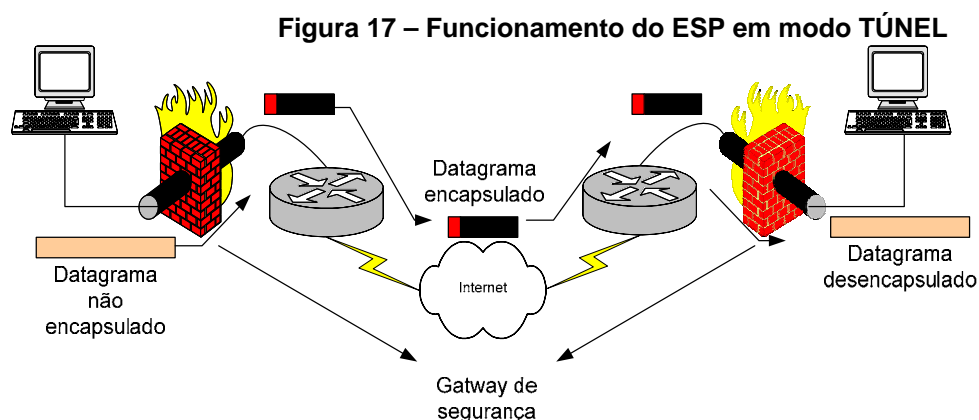 Figura 17 – Funcionamento do ESP em modo TÚNEL
Datagrama
encapsulado
Datagrama
não
encapsulado
Internet
Datagrama
desencapsulado
Gatway de
segurança